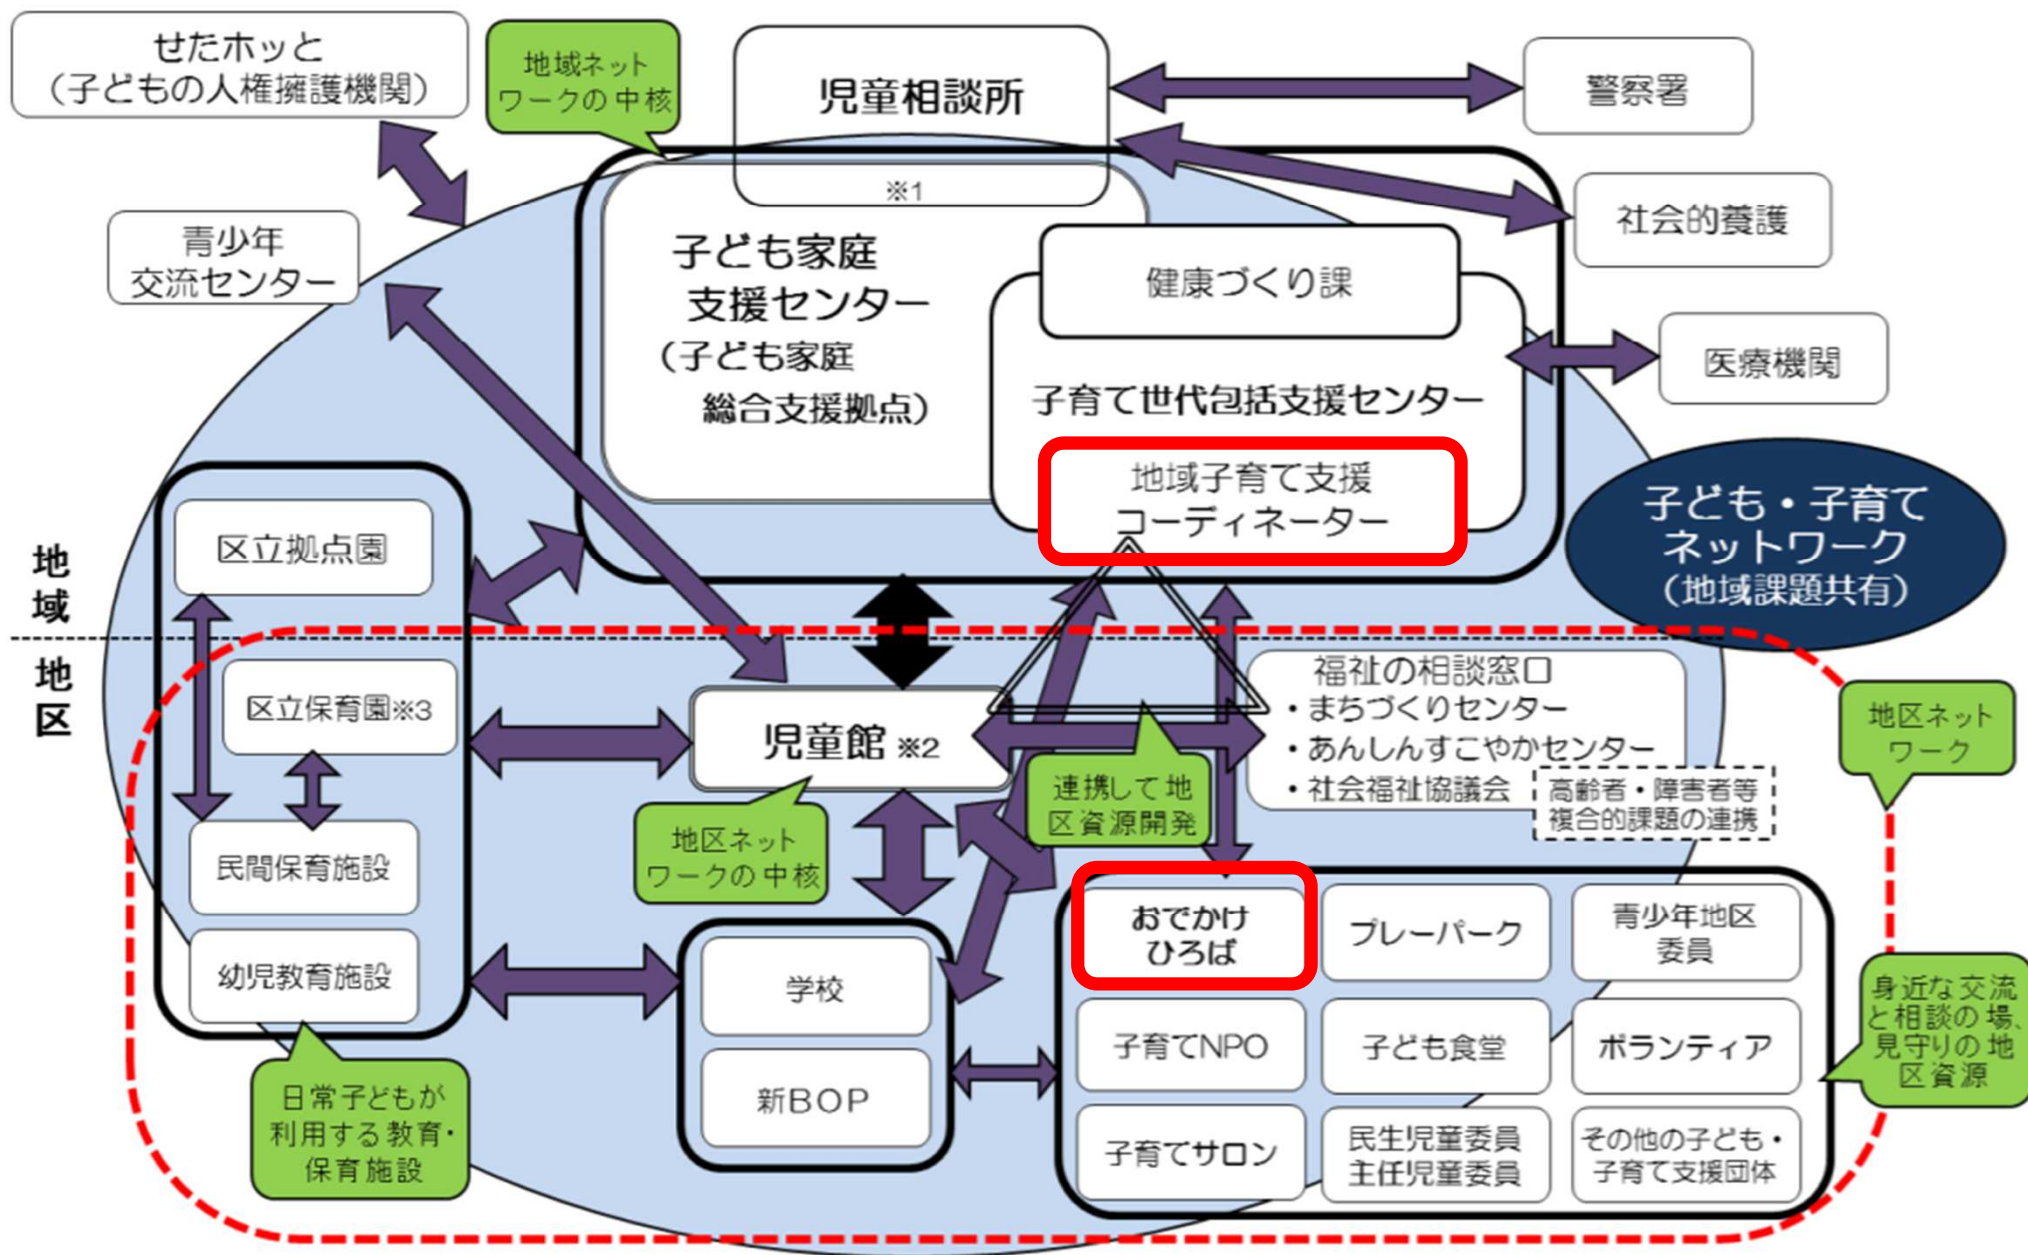 せたホッと
(子どもの人権擁護機関)
地域ネット
ワークの中核
児童相談所
警察署
※1
社会的養護
青少年
交流センター
子ども家庭
支援センター
(子ども家庭
総合支援拠点)
健康づくり課
医療機関
子育て世代包括支援センター
地域子育て支援
コーディネーター
子ども・子育て
ネットワーク
(地域課題共有)
区立拠点園
地域
地区
区立保育園※3
児童館 ※2
福祉の相談窓口
・まちづくりセンター
・あんしんすこやかセンター
・社会福祉協議会
高齢者・障害者等
複合的課題の連携
地区ネット
ワーク
連携して地
区資源開発
地区ネット
ワークの中核
民間保育施設
幼児教育施設
日常子どもが
利用する教育・
保育施設
学校
新BOP
おでかけ
ひろば
プレーパーク
青少年地区
委員
子育てNPO
子ども食堂
ボランティア
子育てサロン
民生児童委員
主任児童委員
その他の子ども・
子育て支援団体
身近な交流
と相談の場、
見守りの地
区資源